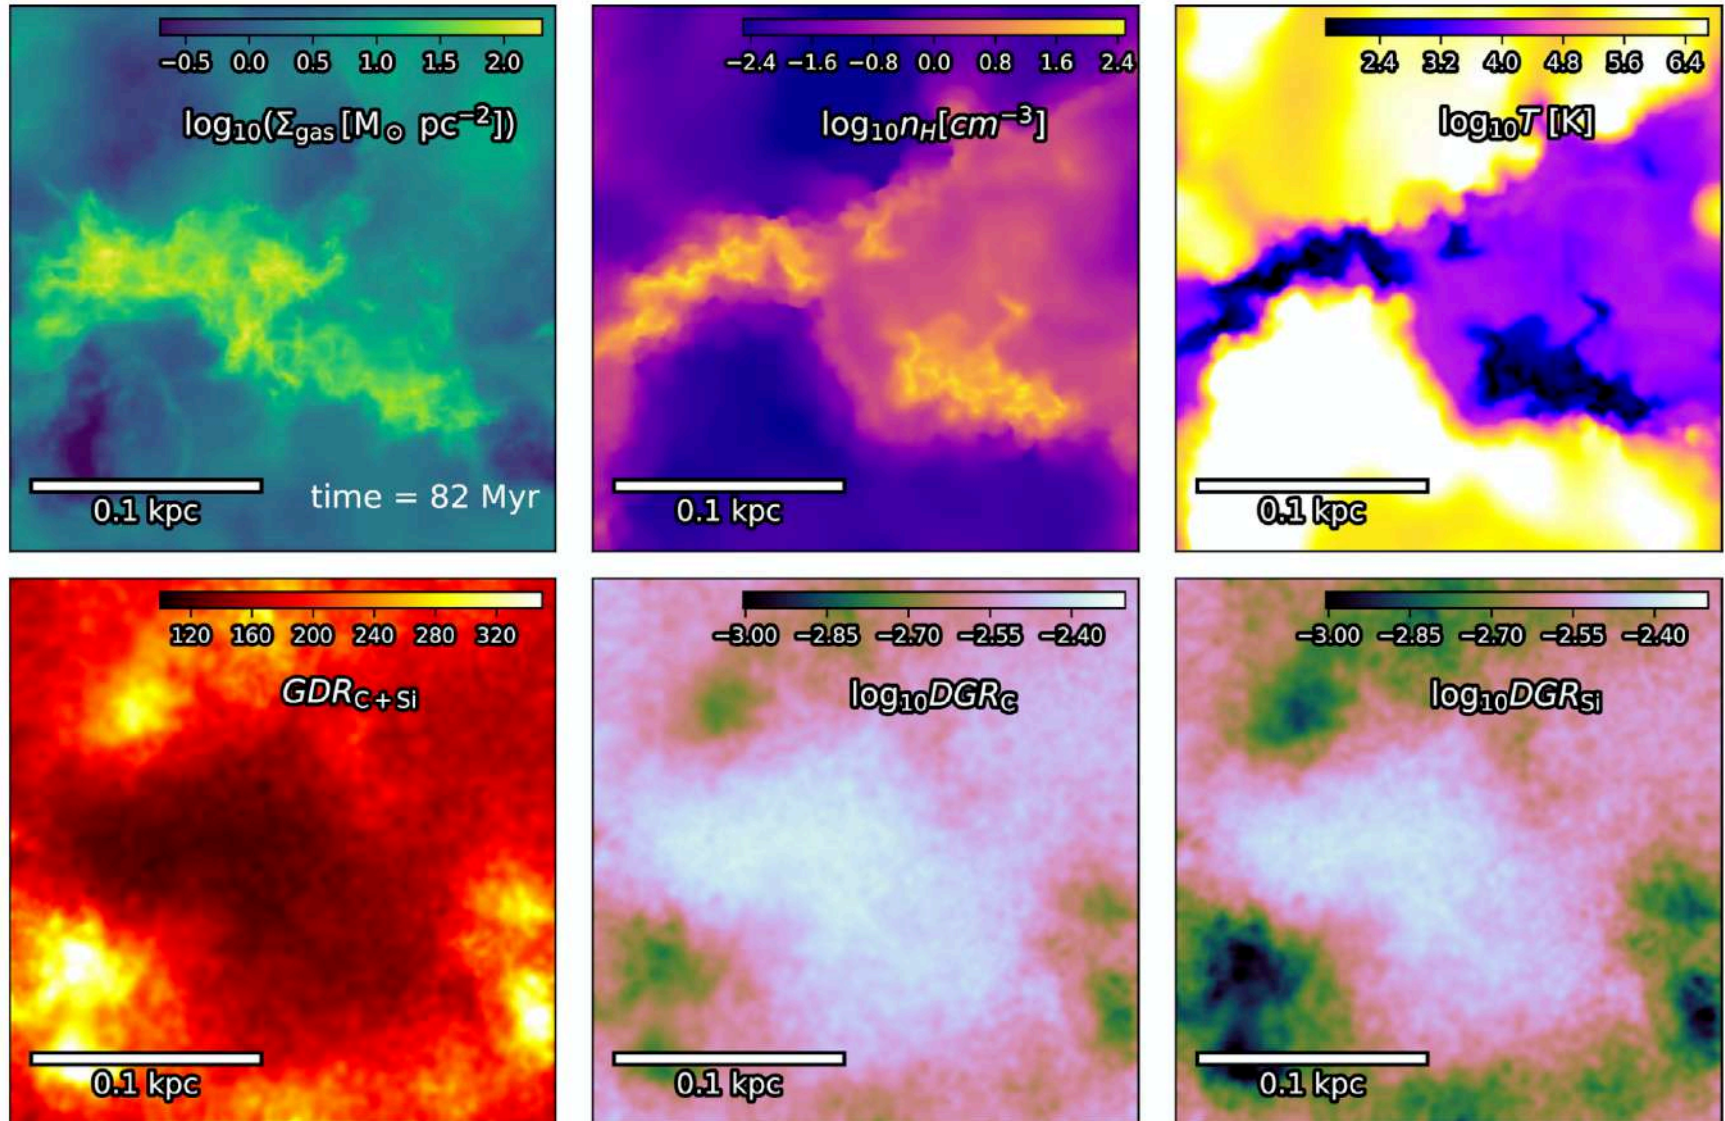 −0.5 0.0 0.5 1.0 1.5 2.0
log₁₀(Σgas [M⊙ pc⁻²])
0.1 kpc
time = 82 Myr
−2.4 −1.6 −0.8 0.0 0.8 1.6 2.4
log₁₀nH[cm⁻³]
0.1 kpc
2.4 3.2 4.0 4.8 5.6 6.4
log₁₀T [K]
0.1 kpc
120 160 200 240 280 320
GDR C + Si
0.1 kpc
−3.00 −2.85 −2.70 −2.55 −2.40
log₁₀DGR C
0.1 kpc
−3.00 −2.85 −2.70 −2.55 −2.40
log₁₀DGR Si
0.1 kpc